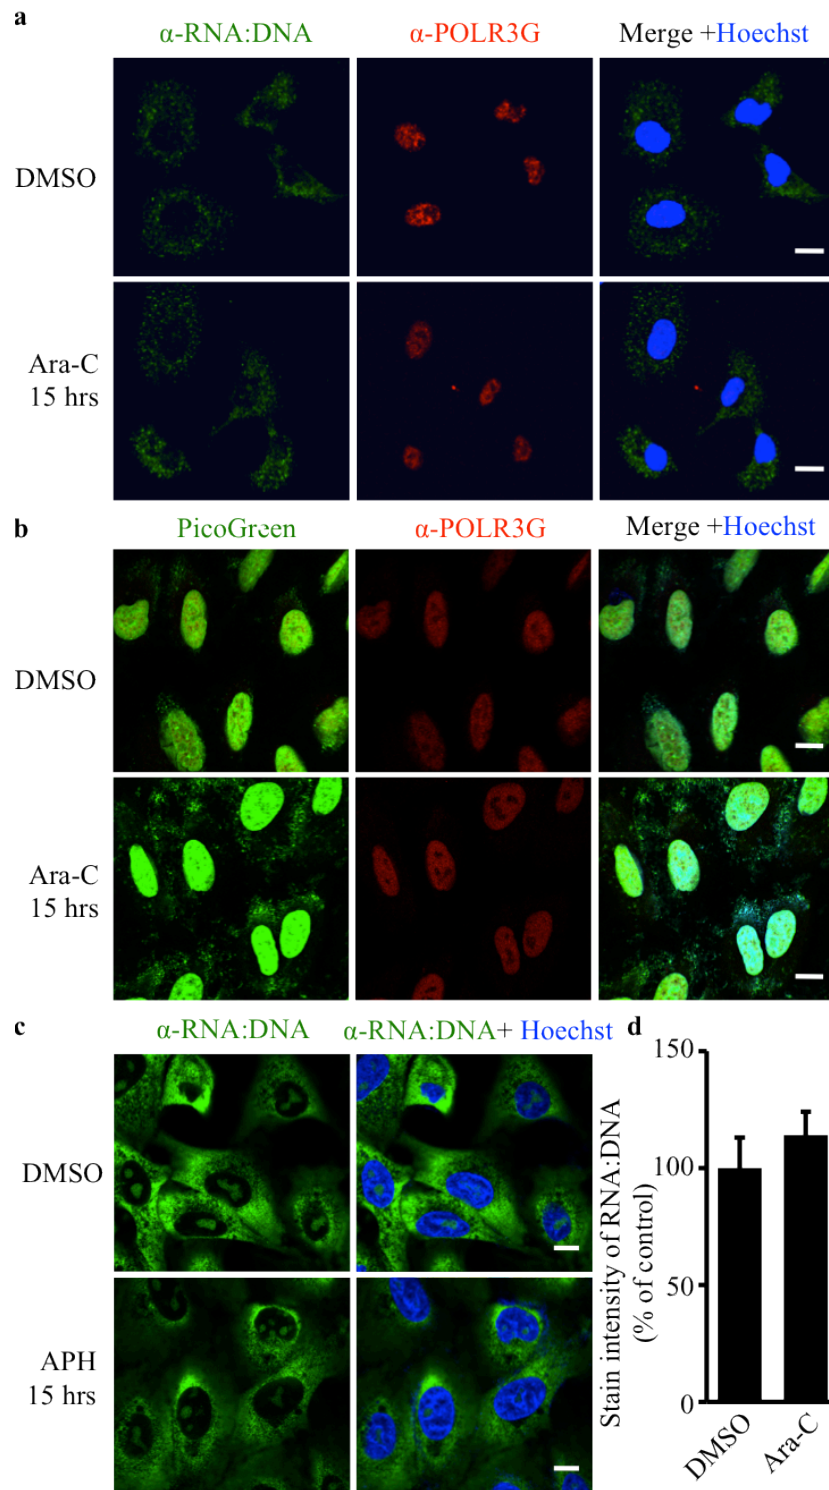 a
α-RNA:DNA α-POLR3G Merge +Hoechst
DMSO
Ara-C
15 hrs
b
PicoGreen α-POLR3G Merge +Hoechst
DMSO
Ara-C
15 hrs
c
α-RNA:DNA α-RNA:DNA+ Hoechst
DMSO
APH
15 hrs
d
Stain intensity of RNA:DNA
(% of control)
150
100
50
0
DMSO
Ara-C